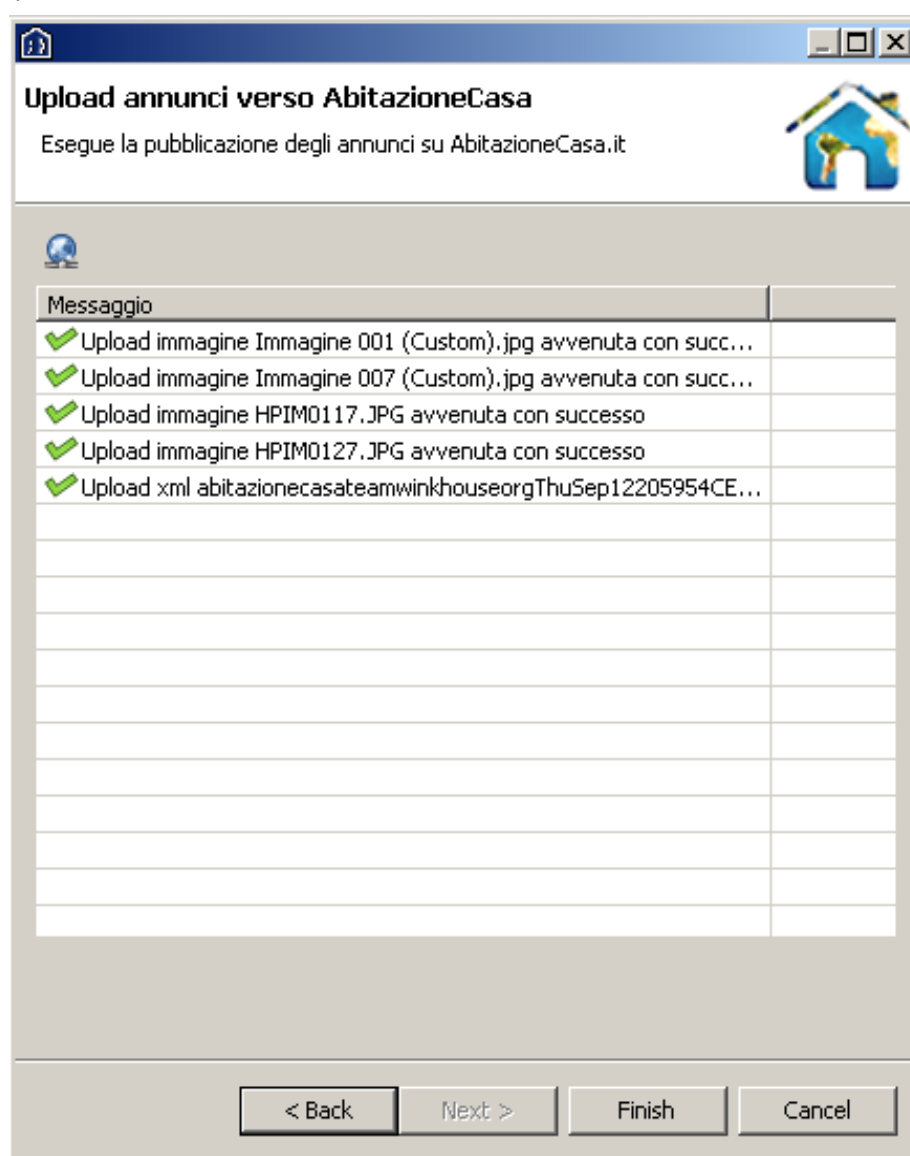 Upload annunci verso AbitazioneCasa
Esegue la pubblicazione degli annunci su AbitazioneCasa.it
Messaggio
Upload immagine Immagine 001 (Custom).jpg avvenuta con succ...
Upload immagine Immagine 007 (Custom).jpg avvenuta con succ...
Upload immagine HPIM0117.JPG avvenuta con successo
Upload immagine HPIM0127.JPG avvenuta con successo
Upload xml abitazionecasateamwinkhouseorgThuSep12205954CE...
< Back Next > Finish Cancel